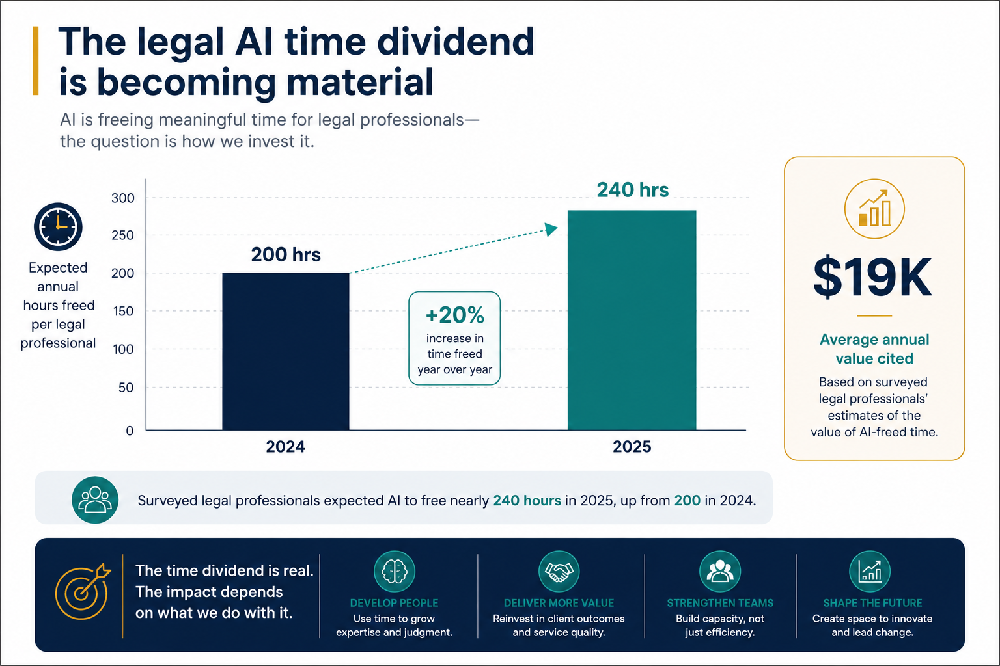 The legal AI time dividend
is becoming material
AI is freeing meaningful time for legal professionals—
the question is how we invest it.
Expected
annual
hours freed
per legal
professional
300
250
200
150
100
50
0
200 hrs
240 hrs
+20%
increase in
time freed
year over year
2024
2025
$19K
Average annual
value cited
Based on surveyed
legal professionals’
estimates of the
value of AI-freed time.
Surveyed legal professionals expected AI to free nearly 240 hours in 2025, up from 200 in 2024.
The time dividend is real.
The impact depends
on what we do with it.
DEVELOP PEOPLE
Use time to grow
expertise and judgment.
DELIVER MORE VALUE
Reinvest in client outcomes
and service quality.
STRENGTHEN TEAMS
Build capacity, not
just efficiency.
SHAPE THE FUTURE
Create space to innovate
and lead change.